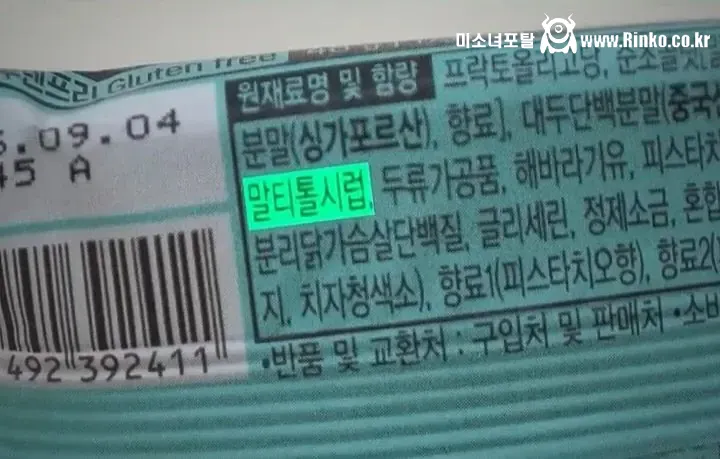 미소녀포탈 www.Rinko.co.kr
루텐프리 Gluten free
원재료명 및 함량 프락토올리고당,
.09.04
45 A
분말(싱가포르산), 향료], 대두단백분말(중국산
말티톨시럽, 두류가공품, 해바라기유, 피스타치
분리닭가슴살단백질, 글리세린, 정제소금, 혼합
지, 치자청색소), 향료1(피스타치오향), 향료2(
492 392411
•반품 및 교환처 : 구입처 및 판매처 •소비